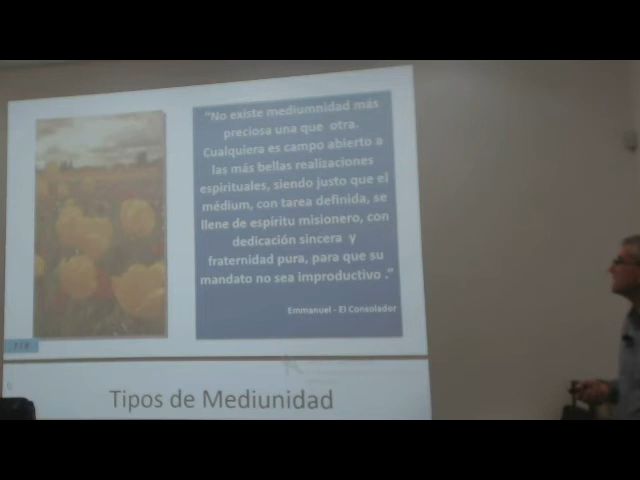 "No existe mediumnidad más
preciosa una que otra.
Cualquiera es campo abierto a
las más bellas realizaciones
espirituales, siendo justo que el
médium, con tarea definida, se
llene de espíritu misionero, con
dedicación sincera y
fraternidad pura, para que su
mandato no sea improductivo ."
Emmanuel - El Consolador
Tipos de Mediunidad